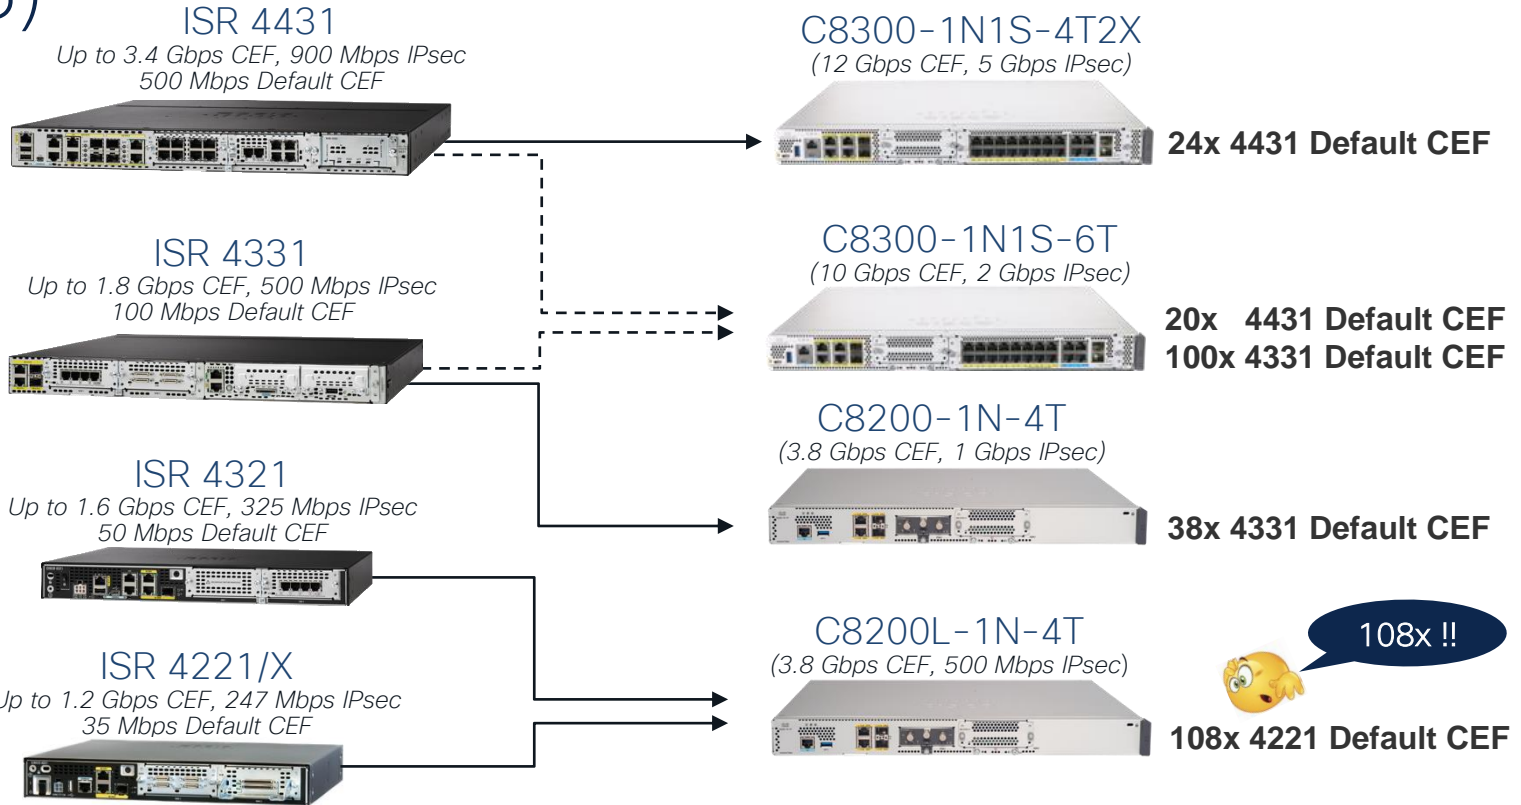 ISR 4431
Up to 3.4 Gbps CEF, 900 Mbps IPsec
500 Mbps Default CEF
C8300-1N1S-4T2X
(12 Gbps CEF, 5 Gbps IPsec)
24x 4431 Default CEF
ISR 4331
Up to 1.8 Gbps CEF, 500 Mbps IPsec
100 Mbps Default CEF
C8300-1N1S-6T
(10 Gbps CEF, 2 Gbps IPsec)
20x 4431 Default CEF
100x 4331 Default CEF
ISR 4321
Up to 1.6 Gbps CEF, 325 Mbps IPsec
50 Mbps Default CEF
C8200-1N-4T
(3.8 Gbps CEF, 1 Gbps IPsec)
38x 4331 Default CEF
ISR 4221/X
Up to 1.2 Gbps CEF, 247 Mbps IPsec
35 Mbps Default CEF
C8200L-1N-4T
(3.8 Gbps CEF, 500 Mbps IPsec)
108x !!
108x 4221 Default CEF